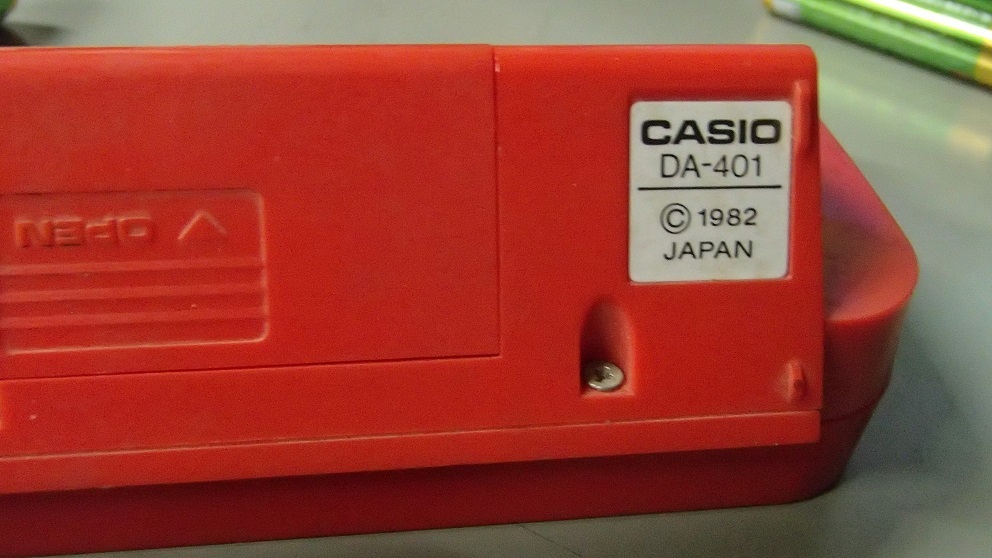 CASIO
DA-401
© 1982
JAPAN
OPEN